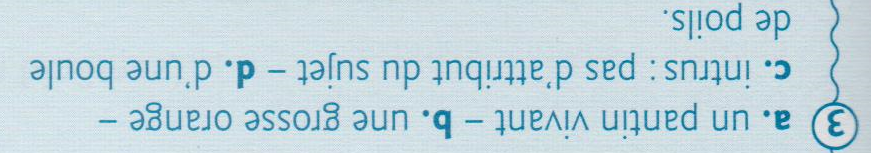 3 a. un pantin vivant – b. une grosse orange –
c. intrus : pas d'attribut du sujet – d. d'une boule
de poils.